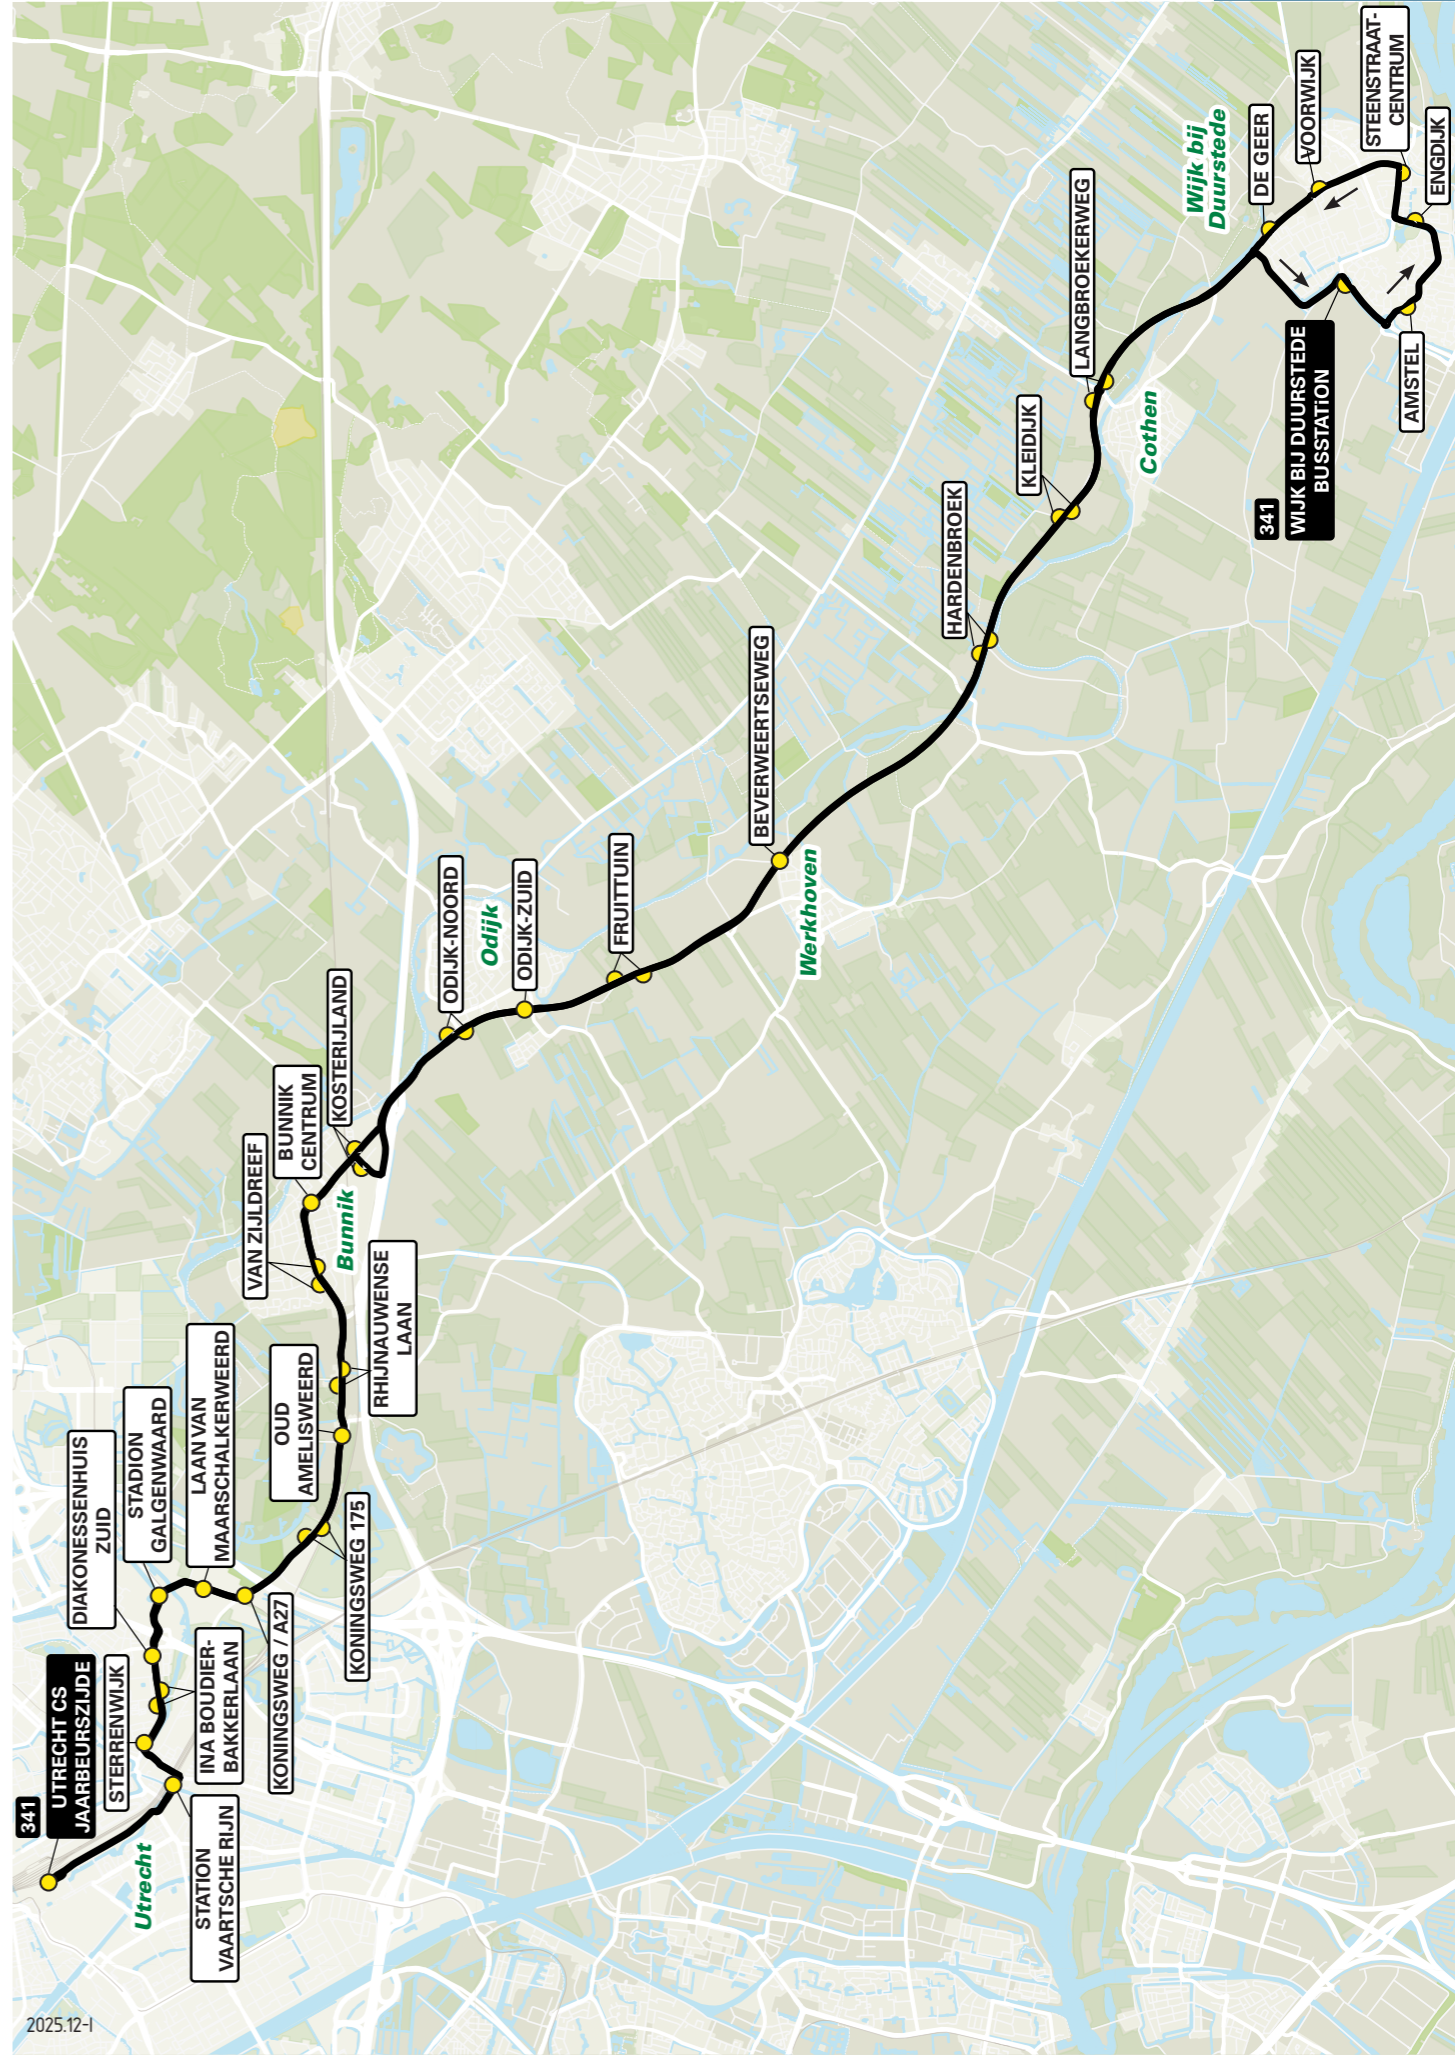 341
UTRECHT CS
JAARBEURSZIJDE
Utrecht
STATION
VAARTSCHE RIJN
STERRENWIJK
INA BOUDIER-
BAKKERLAAN
DIAKONESSENHUIS
ZUID
STADION
GALGENWAARD
LAAN VAN
MAARSCHALKERWEERD
KONINGSWEG / A27
KONINGSWEG 175
OUD
AMELISWEERD
RHIJNAUWENSE
LAAN
VAN ZIJLDREEF
Bunnik
BUNNIK
CENTRUM
KOSTERIJLAND
ODIJK-NOORD
Odijk
ODIJK-ZUID
FRUITTUIN
BEVERWEERTSEWEG
Werkhoven
HARDENBROEK
KLEIDIJK
LANGBROEKERWEG
Cothen
Wijk bij
Duurstede
DE GEER
VOORWIJK
STEENSTRAAT-
CENTRUM
ENGDIJK
AMSTEL
341
WIJK BIJ DUURSTEDE
BUSSTATION
2025.12-I